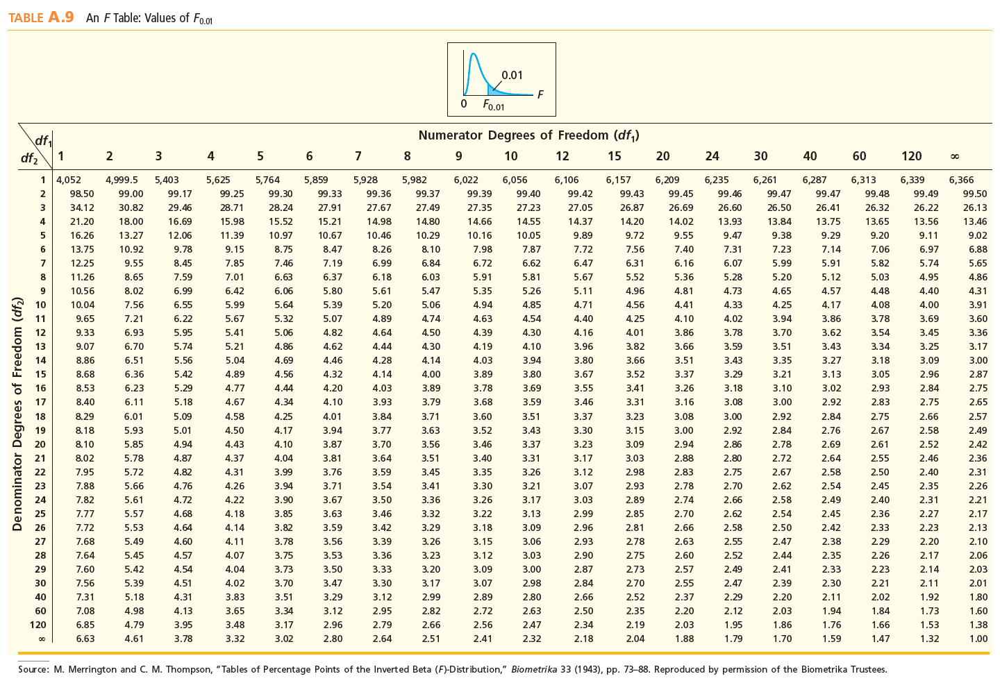 TABLE A.9 An F Table: Values of F0.01
0.01
F
0 F0.01
Numerator Degrees of Freedom (df1)
df1
df2 1 2 3 4 5 6 7 8 9 10 12 15 20 24 30 40 60 120 ∞
Denominator Degrees of Freedom (df2)
1 4,052 4,999.5 5,403 5,625 5,764 5,859 5,928 5,982 6,022 6,056 6,106 6,157 6,209 6,235 6,261 6,287 6,313 6,339 6,366
2 98.50 99.00 99.17 99.25 99.30 99.33 99.36 99.37 99.39 99.40 99.42 99.43 99.45 99.46 99.47 99.47 99.48 99.49 99.50
3 34.12 30.82 29.46 28.71 28.24 27.91 27.67 27.49 27.35 27.23 27.05 26.87 26.69 26.60 26.50 26.41 26.32 26.22 26.13
4 21.20 18.00 16.69 15.98 15.52 15.21 14.98 14.80 14.66 14.55 14.37 14.20 14.02 13.93 13.84 13.75 13.65 13.56 13.46
5 16.26 13.27 12.06 11.39 10.97 10.67 10.46 10.29 10.16 10.05 9.89 9.72 9.55 9.47 9.38 9.29 9.20 9.11 9.02
6 13.75 10.92 9.78 9.15 8.75 8.47 8.26 8.10 7.98 7.87 7.72 7.56 7.40 7.31 7.23 7.14 7.06 6.97 6.88
7 12.25 9.55 8.45 7.85 7.46 7.19 6.99 6.84 6.72 6.62 6.47 6.31 6.16 6.07 5.99 5.91 5.82 5.74 5.65
8 11.26 8.65 7.59 7.01 6.63 6.37 6.18 6.03 5.91 5.81 5.67 5.52 5.36 5.28 5.20 5.12 5.03 4.95 4.86
9 10.56 8.02 6.99 6.42 6.06 5.80 5.61 5.47 5.35 5.26 5.11 4.96 4.81 4.73 4.65 4.57 4.48 4.40 4.31
10 10.04 7.56 6.55 5.99 5.64 5.39 5.20 5.06 4.94 4.85 4.71 4.56 4.41 4.33 4.25 4.17 4.08 4.00 3.91
11 9.65 7.21 6.22 5.67 5.32 5.07 4.89 4.74 4.63 4.54 4.40 4.25 4.10 4.02 3.94 3.86 3.78 3.69 3.60
12 9.33 6.93 5.95 5.41 5.06 4.82 4.64 4.50 4.39 4.30 4.16 4.01 3.86 3.78 3.70 3.62 3.54 3.45 3.36
13 9.07 6.70 5.74 5.21 4.86 4.62 4.44 4.30 4.19 4.10 3.96 3.82 3.66 3.59 3.51 3.43 3.34 3.25 3.17
14 8.86 6.51 5.56 5.04 4.69 4.46 4.28 4.14 4.03 3.94 3.80 3.66 3.51 3.43 3.35 3.27 3.18 3.09 3.00
15 8.68 6.36 5.42 4.89 4.56 4.32 4.14 4.00 3.89 3.80 3.67 3.52 3.37 3.29 3.21 3.13 3.05 2.96 2.87
16 8.53 6.23 5.29 4.77 4.44 4.20 4.03 3.89 3.78 3.69 3.55 3.41 3.26 3.18 3.10 3.02 2.93 2.84 2.75
17 8.40 6.11 5.18 4.67 4.34 4.10 3.93 3.79 3.68 3.59 3.46 3.31 3.16 3.08 3.00 2.92 2.83 2.75 2.65
18 8.29 6.01 5.09 4.58 4.25 4.01 3.84 3.71 3.60 3.51 3.37 3.23 3.08 3.00 2.92 2.84 2.75 2.66 2.57
19 8.18 5.93 5.01 4.50 4.17 3.94 3.77 3.63 3.52 3.43 3.30 3.15 3.00 2.92 2.84 2.76 2.67 2.58 2.49
20 8.10 5.85 4.94 4.43 4.10 3.87 3.70 3.56 3.46 3.37 3.23 3.09 2.94 2.86 2.78 2.69 2.61 2.52 2.42
21 8.02 5.78 4.87 4.37 4.04 3.81 3.64 3.51 3.40 3.31 3.17 3.03 2.88 2.80 2.72 2.64 2.55 2.46 2.36
22 7.95 5.72 4.82 4.31 3.99 3.76 3.59 3.45 3.35 3.26 3.12 2.98 2.83 2.75 2.67 2.58 2.50 2.40 2.31
23 7.88 5.66 4.76 4.26 3.94 3.71 3.54 3.41 3.30 3.21 3.07 2.93 2.78 2.70 2.62 2.54 2.45 2.35 2.26
24 7.82 5.61 4.72 4.22 3.90 3.67 3.50 3.36 3.26 3.17 3.03 2.89 2.74 2.66 2.58 2.49 2.40 2.31 2.21
25 7.77 5.57 4.68 4.18 3.85 3.63 3.46 3.32 3.22 3.13 2.99 2.85 2.70 2.62 2.54 2.45 2.36 2.27 2.17
26 7.72 5.53 4.64 4.14 3.82 3.59 3.42 3.29 3.18 3.09 2.96 2.81 2.66 2.58 2.50 2.42 2.33 2.23 2.13
27 7.68 5.49 4.60 4.11 3.78 3.56 3.39 3.26 3.15 3.06 2.93 2.78 2.63 2.55 2.47 2.38 2.29 2.20 2.10
28 7.64 5.45 4.57 4.07 3.75 3.53 3.36 3.23 3.12 3.03 2.90 2.75 2.60 2.52 2.44 2.35 2.26 2.17 2.06
29 7.60 5.42 4.54 4.04 3.73 3.50 3.33 3.20 3.09 3.00 2.87 2.73 2.57 2.49 2.41 2.33 2.23 2.14 2.03
30 7.56 5.39 4.51 4.02 3.70 3.47 3.30 3.17 3.07 2.98 2.84 2.70 2.55 2.47 2.39 2.30 2.21 2.11 2.01
40 7.31 5.18 4.31 3.83 3.51 3.29 3.12 2.99 2.89 2.80 2.66 2.52 2.37 2.29 2.20 2.11 2.02 1.92 1.80
60 7.08 4.98 4.13 3.65 3.34 3.12 2.95 2.82 2.72 2.63 2.50 2.35 2.20 2.12 2.03 1.94 1.84 1.73 1.60
120 6.85 4.79 3.95 3.48 3.17 2.96 2.79 2.66 2.56 2.47 2.34 2.19 2.03 1.95 1.86 1.76 1.66 1.53 1.38
∞ 6.63 4.61 3.78 3.32 3.02 2.80 2.64 2.51 2.41 2.32 2.18 2.04 1.88 1.79 1.70 1.59 1.47 1.32 1.00
Source: M. Merrington and C. M. Thompson, “Tables of Percentage Points of the Inverted Beta (F)-Distribution,” Biometrika 33 (1943), pp. 73–88. Reproduced by permission of the Biometrika Trustees.